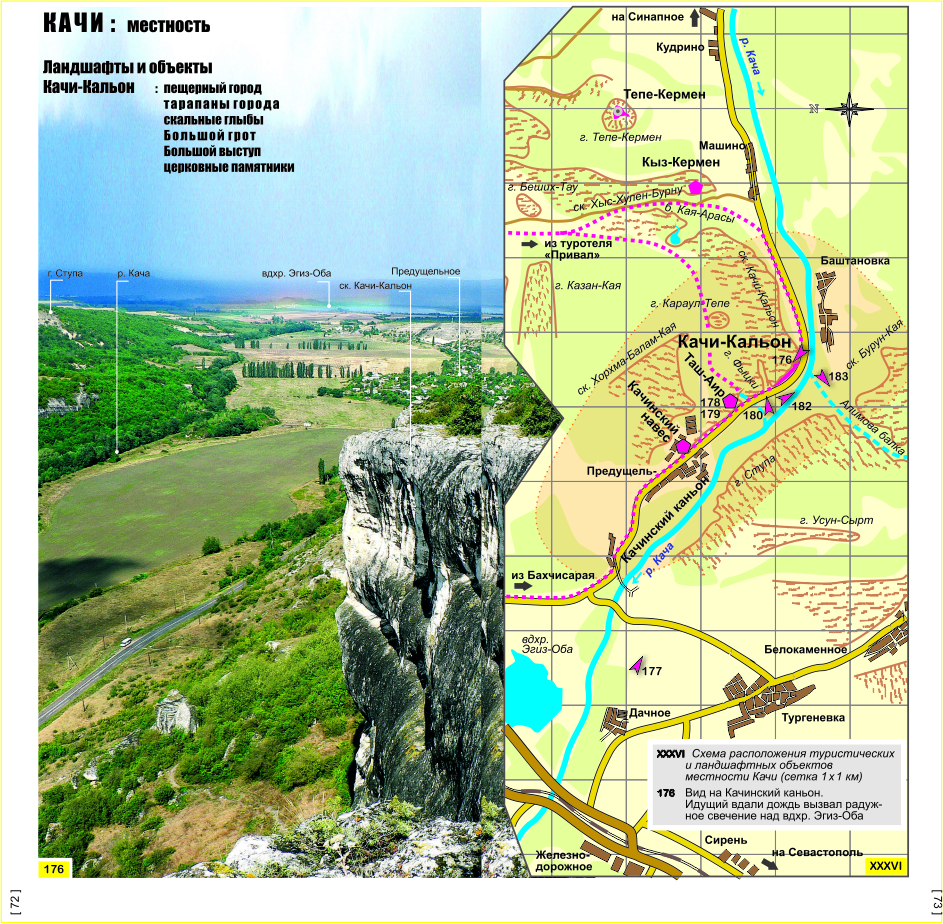 КАЧИ : местность
Ландшафты и объекты
Качи-Кальон : пещерный город
тарапаны города
скальные глыбы
Большой грот
Большой выступ
церковные памятники
г. Ступа
р. Кача
вдхр. Эгиз-Оба
Предущельное
ск. Качи-Кальон
176
[ 72 ]
на Синапное
Кудрино
р. Кача
Тепе-Кермен
N
г. Тепе-Кермен
Машино
Кыз-Кермен
г. Беших-Тау
ск. Хыс-Хулен-Бурну
б. Кая-Арасы
из туротеля
«Привал»
Баштановка
ск. Качи-Кальон
г. Казан-Кая
г. Караул-Тепе
Качи-Кальон
176
ск. Хорхма-Балам-Кая
г. Фышки
ск. Бурун-Кая
Таш-Аир
183
178
179
180
182
Качинский
навес
Алимова балка
Предущель-
г. Ступа
Качинский каньон
г. Усун-Сырт
р. Кача
из Бахчисарая
вдхр.
Эгиз-Оба
177
Белокаменное
Дачное
Тургеневка
XXXVI Схема расположения туристических
и ландшафтных объектов
местности Качи (сетка 1x1 км)
176 Вид на Качинский каньон.
Идущий вдали дождь вызвал радуж-
ное свечение над вдхр. Эгиз-Оба
Сирень
Железно-
дорожное
на Севастополь
XXXVI
[ 73 ]